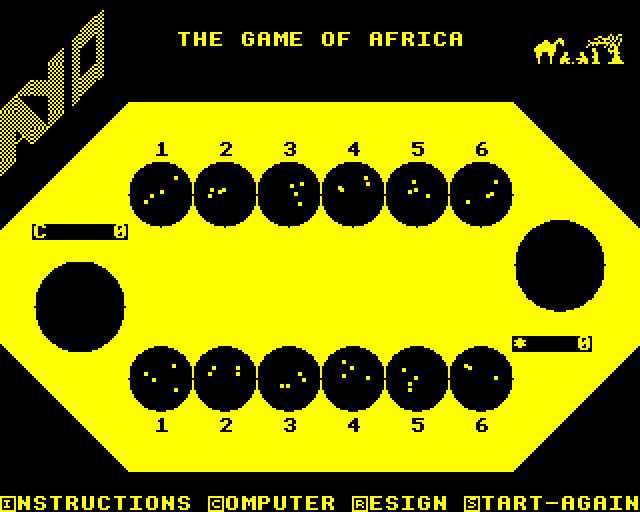 AYO
THE GAME OF AFRICA
1 2 3 4 5 6
C 0
* 0
1 2 3 4 5 6
INSTRUCTIONS COMPUTER RESIGN START-AGAIN